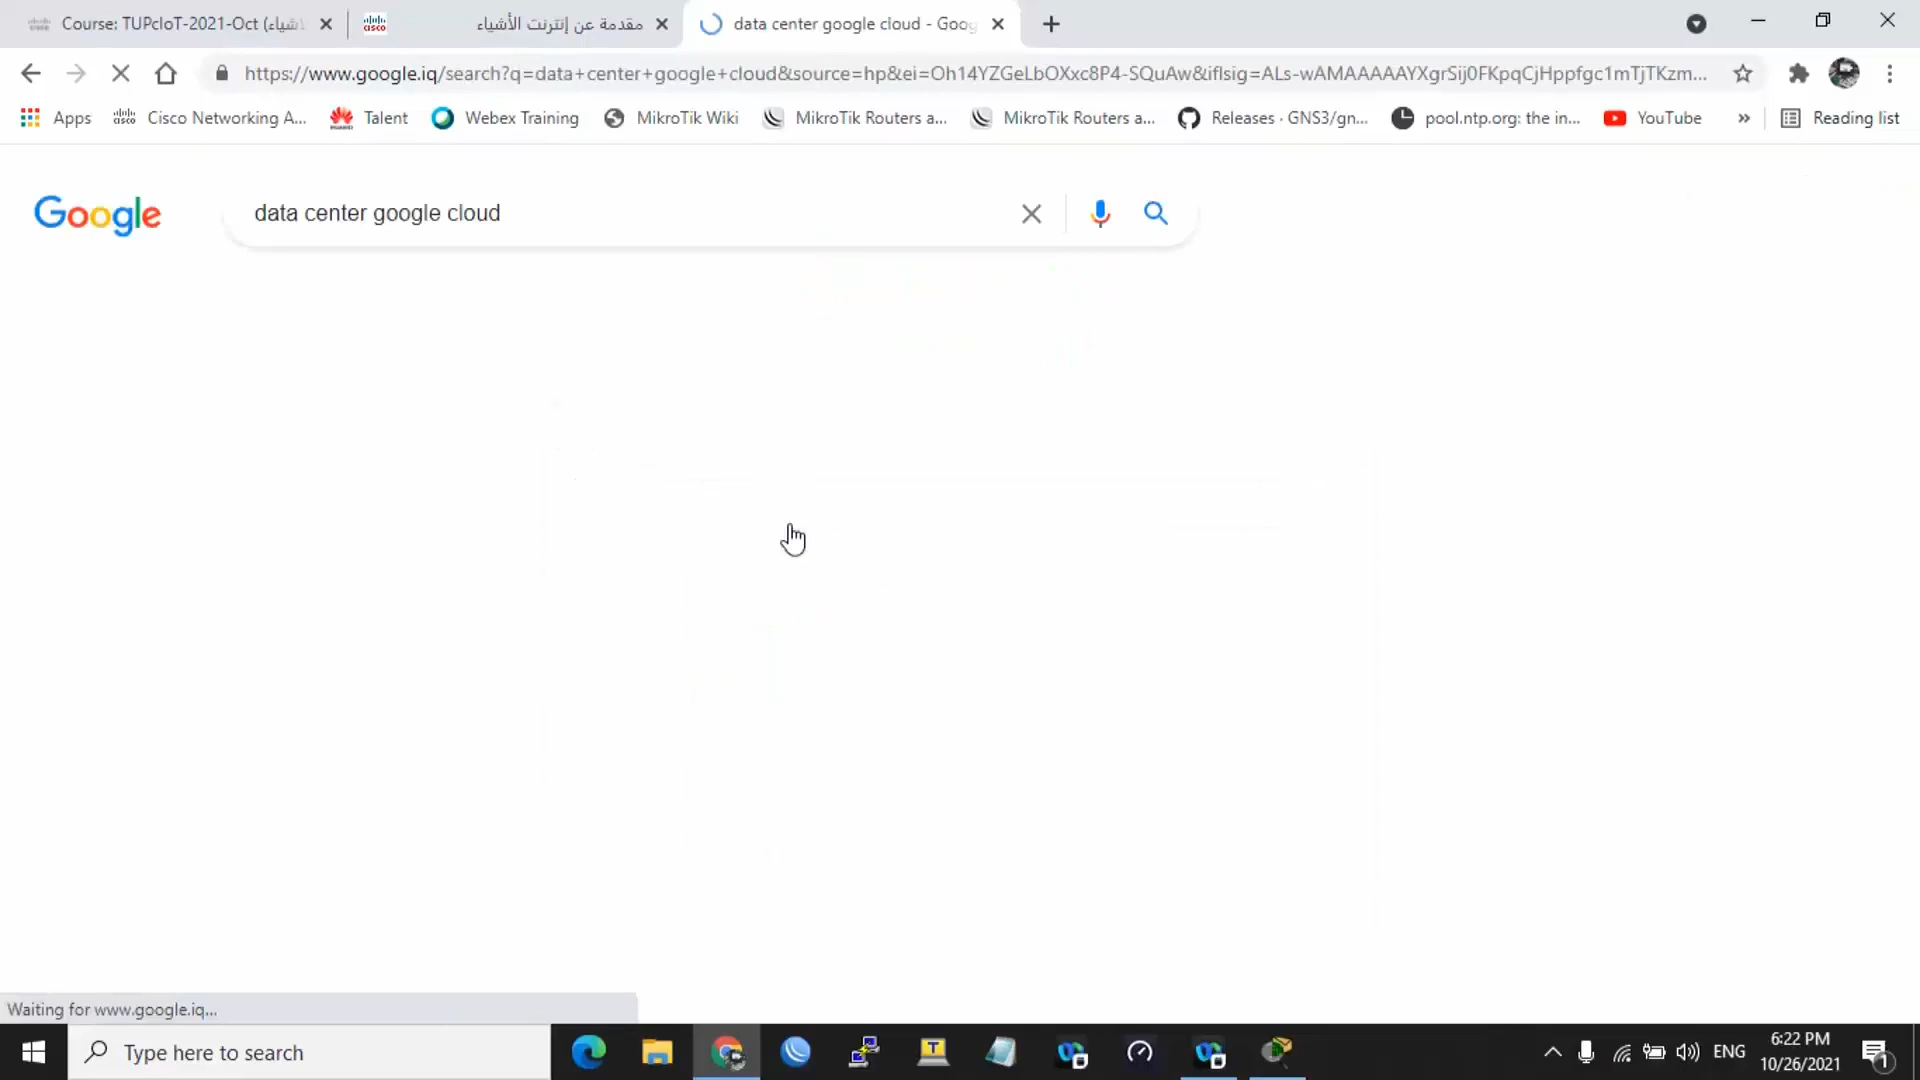 Course: TUPcIoT-2021-Oct (أشياء
cisco
مقدمة عن إنترنت الأشياء
data center google cloud - Goog
https://www.google.iq/search?q=data+center+google+cloud&source=hp&ei=Oh14YZGeLbOXxc8P4-SQuAw&iflsig=ALs-wAMAAAAAYXgrSij0FKpqCjHppfgc1mTjTKzm...
Apps
Cisco Networking A...
Talent
Webex Training
MikroTik Wiki
MikroTik Routers a...
MikroTik Routers a...
Releases · GNS3/gn...
pool.ntp.org: the in...
YouTube
»
Reading list
Google
data center google cloud
Waiting for www.google.iq...
Type here to search
ENG
6:22 PM
10/26/2021
1